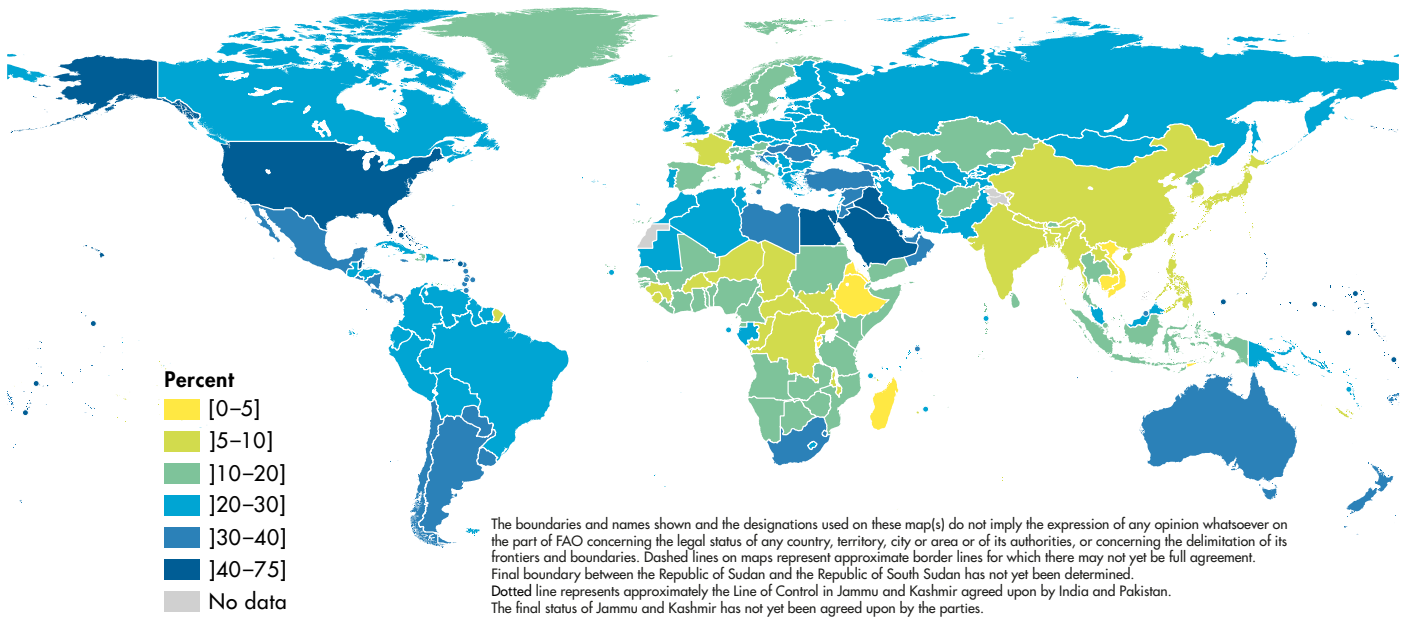 Percent
[0–5]
]5–10]
]10–20]
]20–30]
]30–40]
]40–75]
No data
The boundaries and names shown and the designations used on these map(s) do not imply the expression of any opinion whatsoever on
the part of FAO concerning the legal status of any country, territory, city or area or of its authorities, or concerning the delimitation of its
frontiers and boundaries. Dashed lines on maps represent approximate border lines for which there may not yet be full agreement.
Final boundary between the Republic of Sudan and the Republic of South Sudan has not yet been determined.
Dotted line represents approximately the Line of Control in Jammu and Kashmir agreed upon by India and Pakistan.
The final status of Jammu and Kashmir has not yet been agreed upon by the parties.